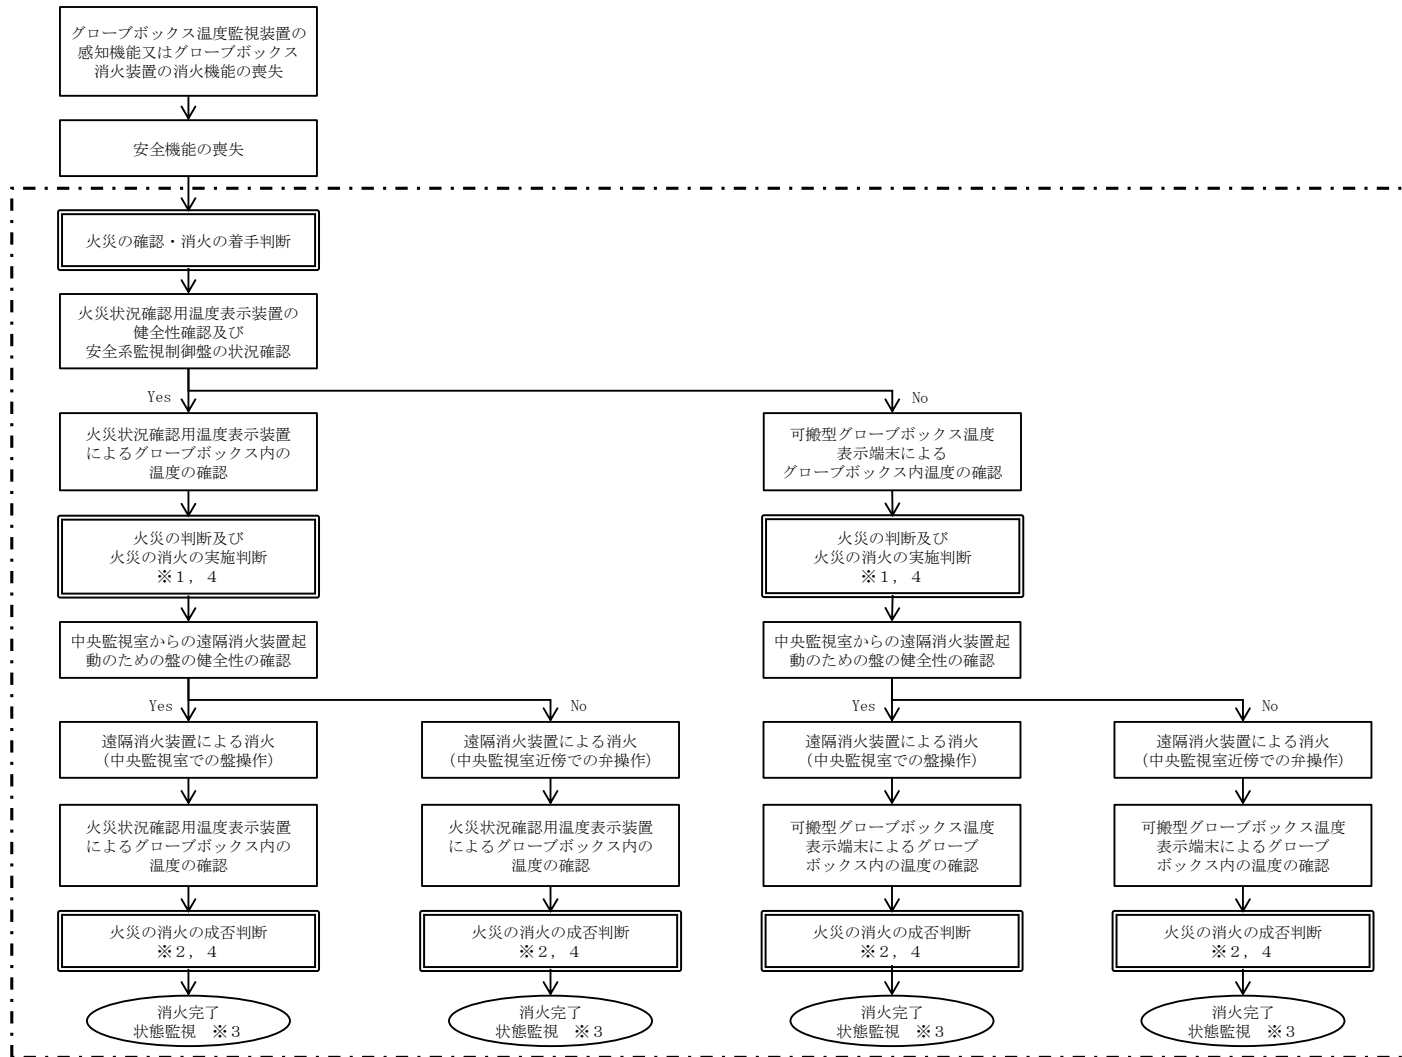 グローブボックス温度監視装置の
感知機能又はグローブボックス
消火装置の消火機能の喪失
安全機能の喪失
火災の確認・消火の着手判断
火災状況確認用温度表示装置の
健全性確認及び
安全系監視制御盤の状況確認
Yes
No
火災状況確認用温度表示装置
によるグローブボックス内の
温度の確認
可搬型グローブボックス温度
表示端末による
グローブボックス内温度の確認
火災の判断及び
火災の消火の実施判断
※1, 4
火災の判断及び
火災の消火の実施判断
※1, 4
中央監視室からの遠隔消火装置起
動のための盤の健全性の確認
中央監視室からの遠隔消火装置起
動のための盤の健全性の確認
Yes
No
Yes
No
遠隔消火装置による消火
（中央監視室での盤操作）
遠隔消火装置による消火
（中央監視室近傍での弁操作）
遠隔消火装置による消火
（中央監視室での盤操作）
遠隔消火装置による消火
（中央監視室近傍での弁操作）
火災状況確認用温度表示装置
によるグローブボックス内の
温度の確認
火災状況確認用温度表示装置
によるグローブボックス内の
温度の確認
可搬型グローブボックス温度
表示端末によるグローブ
ボックス内の温度の確認
可搬型グローブボックス温度
表示端末によるグローブ
ボックス内の温度の確認
火災の消火の成否判断
※2, 4
火災の消火の成否判断
※2, 4
火災の消火の成否判断
※2, 4
火災の消火の成否判断
※2, 4
消火完了
状態監視　※3
消火完了
状態監視　※3
消火完了
状態監視　※3
消火完了
状態監視　※3